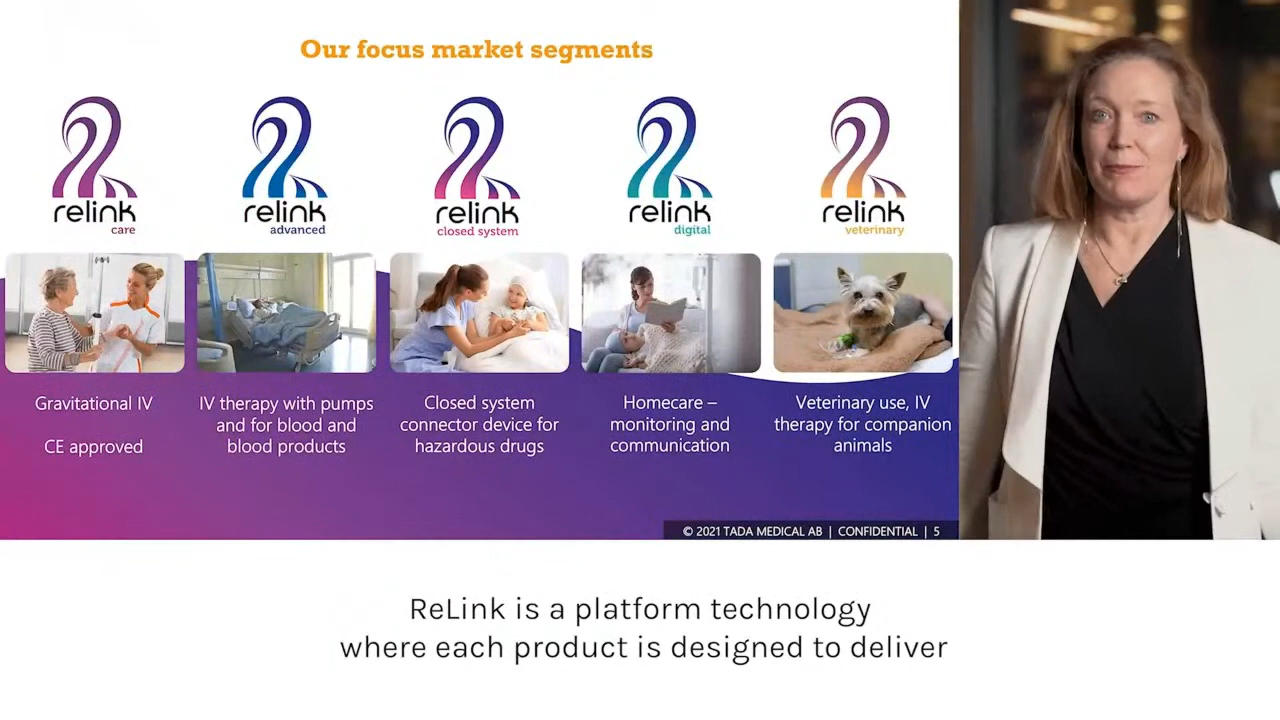 Our focus market segments
relink
care
relink
advanced
relink
closed system
relink
digital
relink
veterinary
Gravitational IV
CE approved
IV therapy with pumps
and for blood and
blood products
Closed system
connector device for
hazardous drugs
Homecare –
monitoring and
communication
Veterinary use, IV
therapy for companion
animals
© 2021 TADA MEDICAL AB | CONFIDENTIAL | 5
ReLink is a platform technology
where each product is designed to deliver